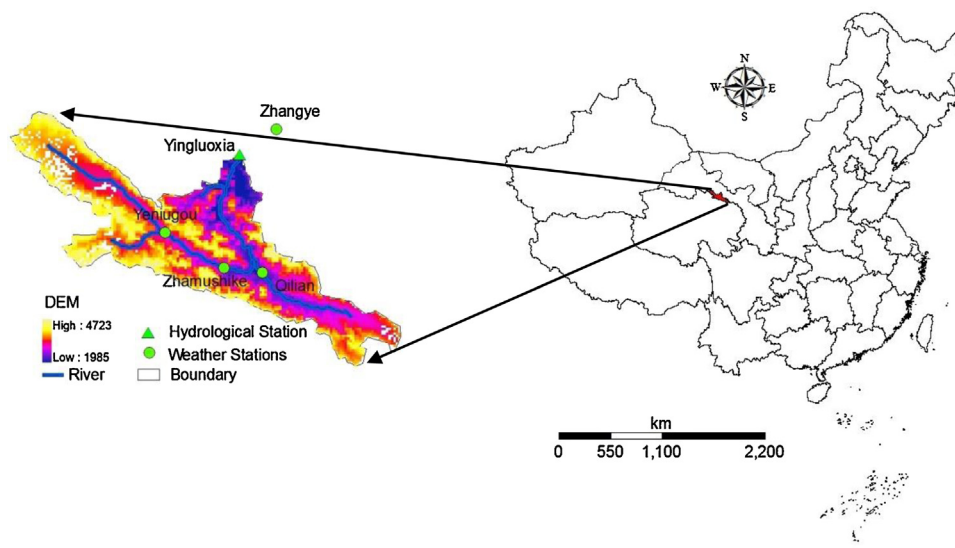 Zhangye
Yingluoxia
Yeniugou
Zhamushike
Qilian
DEM
High : 4723
Low : 1985
River
Hydrological Station
Weather Stations
Boundary
N
W E
S
km
0 550 1,100 2,200